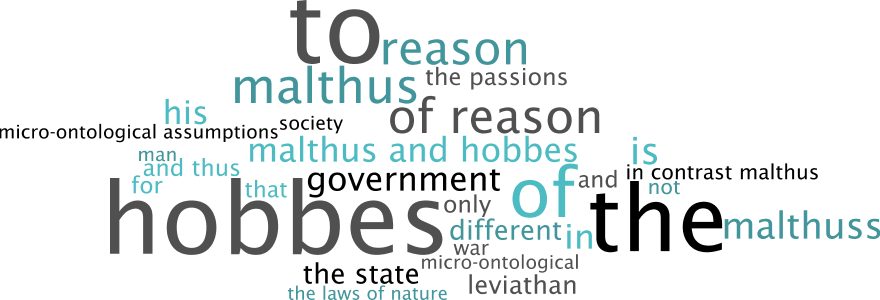 to
reason
malthus
the passions
his
of reason
micro-ontological assumptions
society
malthus and hobbes
is
man
and thus
in contrast malthus
for
that
government
of
and
not
hobbes
only
the
different
in
malthuss
war
the state
micro-ontological
the laws of nature
leviathan